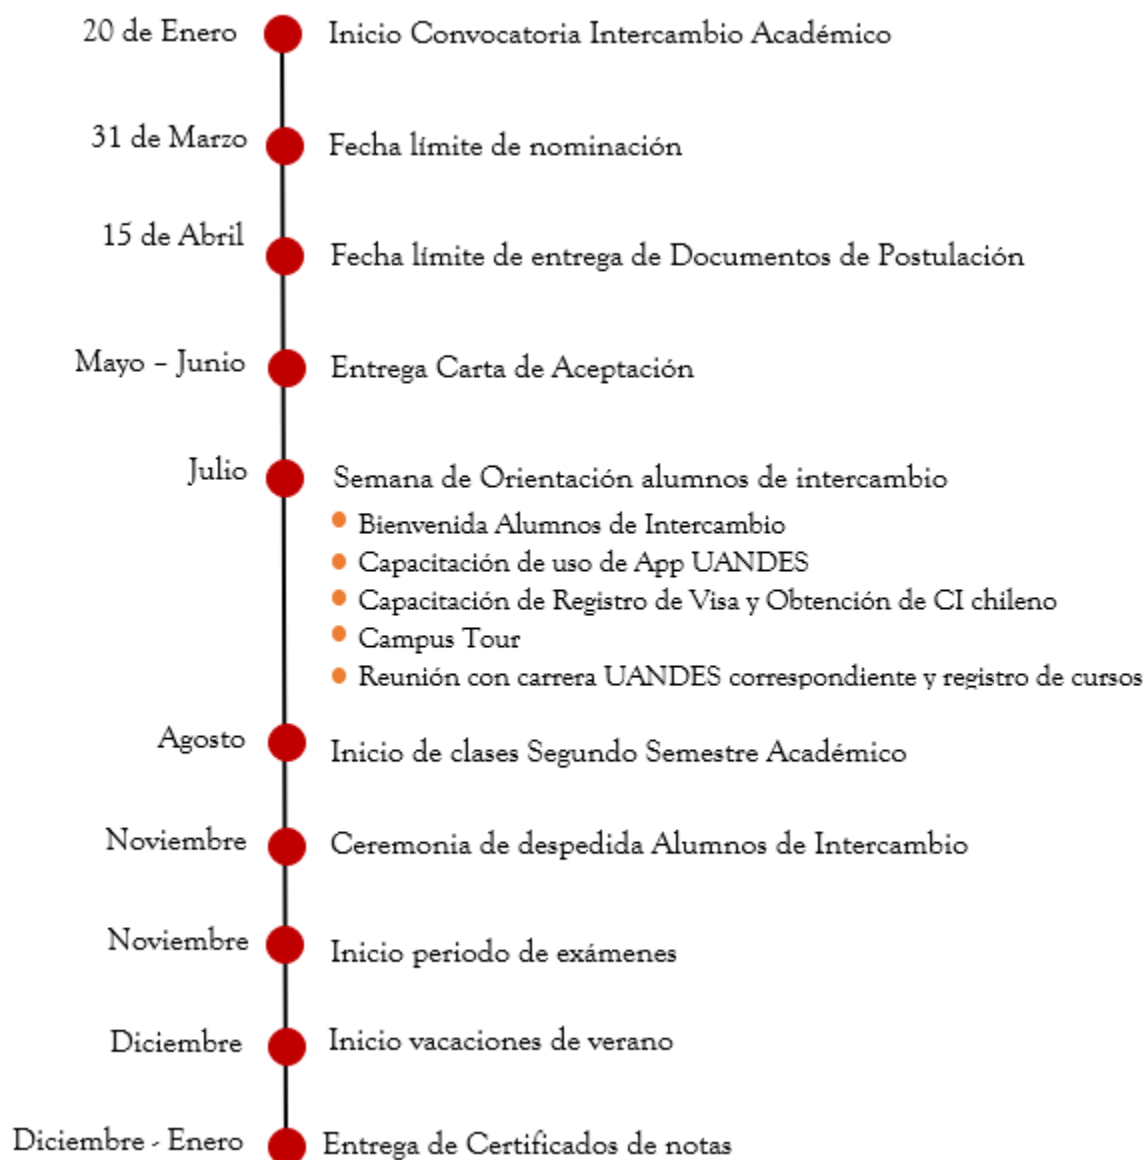 20 de Enero Inicio Convocatoria Intercambio Académico
31 de Marzo Fecha límite de nominación
15 de Abril Fecha límite de entrega de Documentos de Postulación
Mayo – Junio Entrega Carta de Aceptación
Julio Semana de Orientación alumnos de intercambio
Bienvenida Alumnos de Intercambio
Capacitación de uso de App UANDES
Capacitación de Registro de Visa y Obtención de CI chileno
Campus Tour
Reunión con carrera UANDES correspondiente y registro de cursos
Agosto Inicio de clases Segundo Semestre Académico
Noviembre Ceremonia de despedida Alumnos de Intercambio
Noviembre Inicio periodo de exámenes
Diciembre Inicio vacaciones de verano
Diciembre - Enero Entrega de Certificados de notas